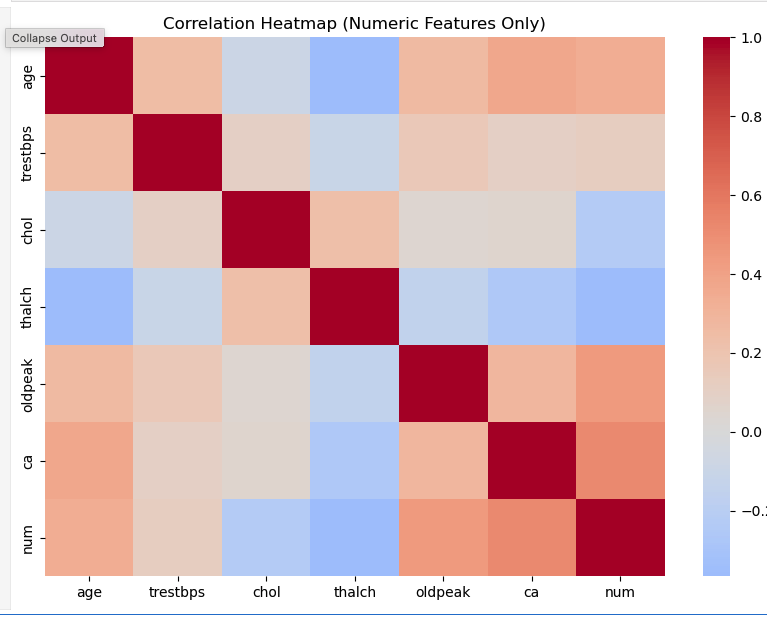 Correlation Heatmap (Numeric Features Only)
Collapse Output
age
trestbps
chol
thalch
oldpeak
ca
num
age trestbps chol thalch oldpeak ca num
1.0
0.8
0.6
0.4
0.2
0.0